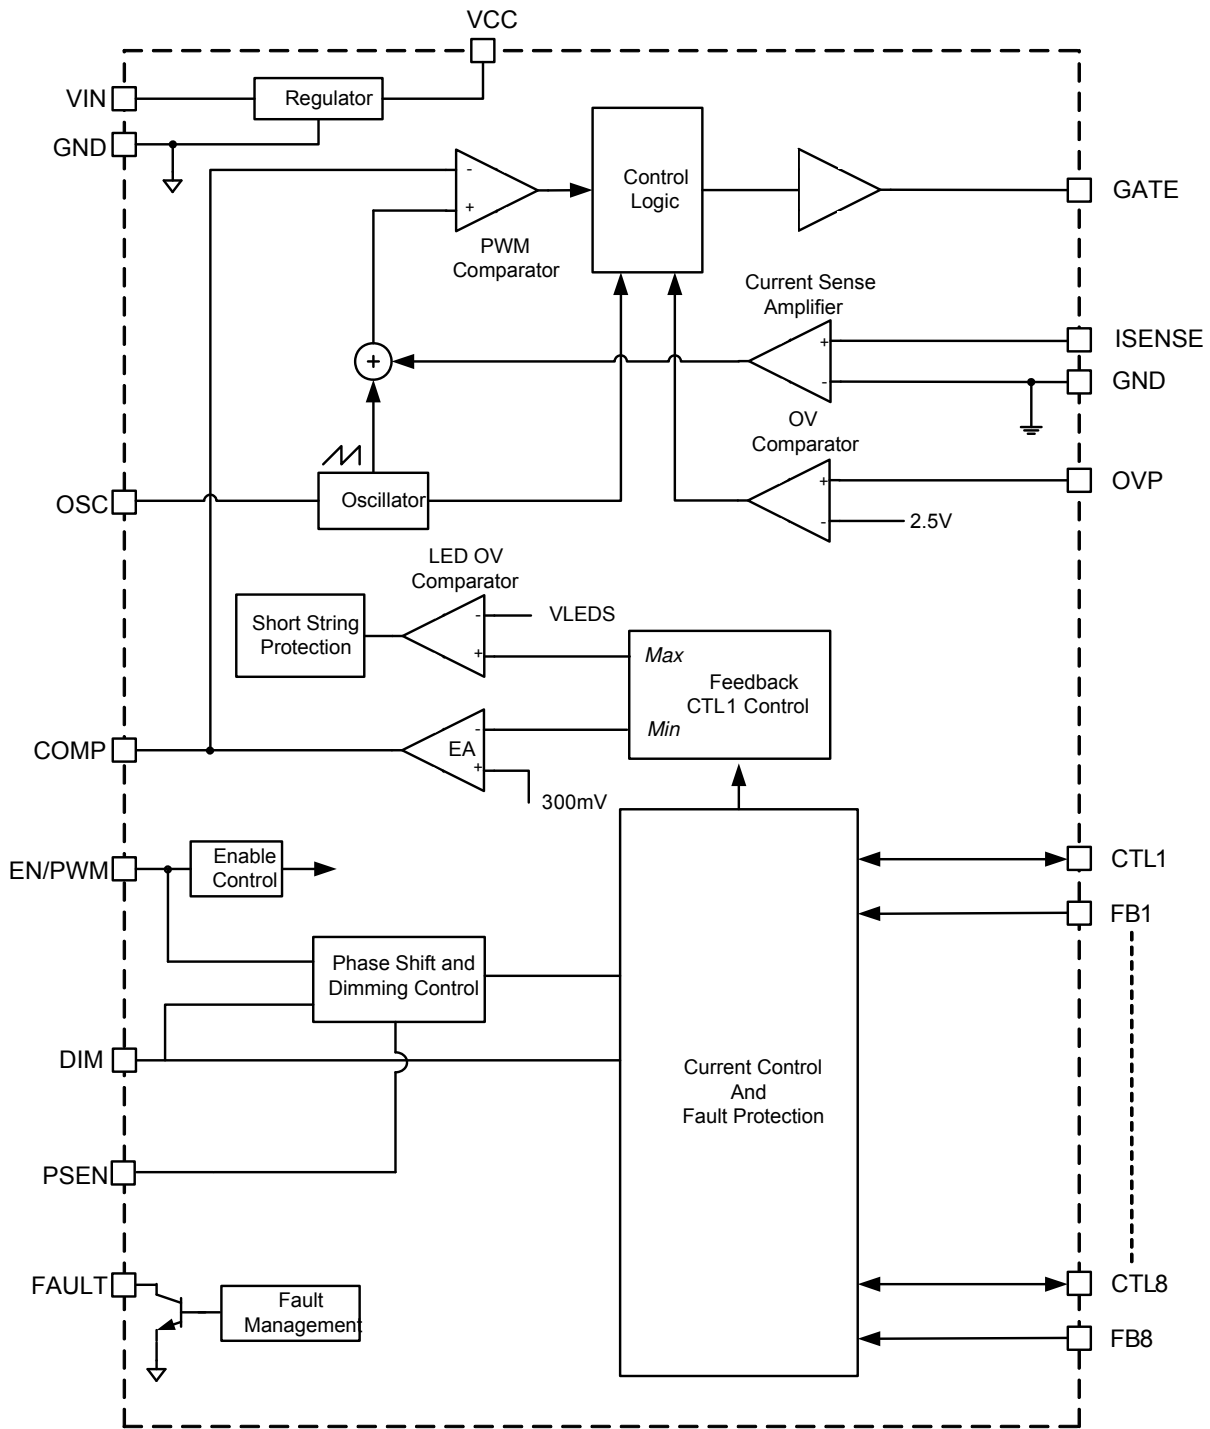 VCC
VIN
Regulator
GND
Control
Logic
-
+
GATE
PWM
Comparator
Current Sense
Amplifier
+
-
ISENSE
GND
+
OV
Comparator
+
-
2.5V
OVP
OSC
Oscillator
LED OV
Comparator
Short String
Protection
-
+
VLEDS
Max
Min
Feedback
CTL1 Control
COMP
EA
-
+
300mV
EN/PWM
Enable
Control
CTL1
FB1
Phase Shift and
Dimming Control
DIM
Current Control
And
Fault Protection
PSEN
FAULT
Fault
Management
CTL8
FB8